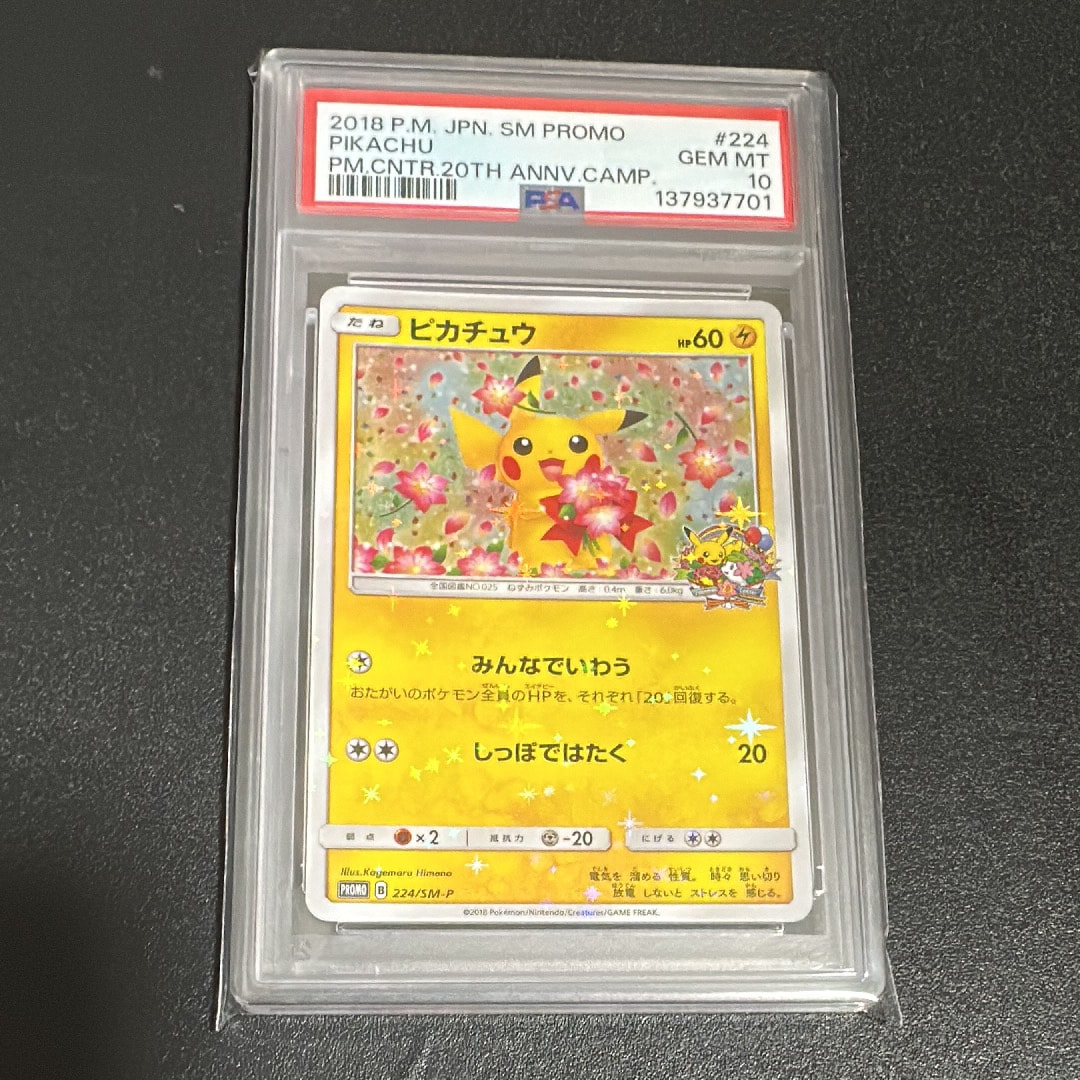 2018 P.M. JPN. SM PROMO #224
PIKACHU GEM MT
PM.CNTR.20TH ANNV.CAMP. 10
PSA 137937701
たね ピカチュウ HP60
全国図鑑NO.025 ねずみポケモン 高さ:0.4m 重さ:6.0kg
みんなでいわう
おたがいのポケモン全員のHPを、それぞれ「20」回復する。
しっぽではたく 20
弱点 ×2 抵抗力 -20 にげる
Illus.Kagemaru Himeno
電気を 溜める 性質。 時々 思い切り
放電 しないと ストレスを 感じる。
PROMO B 224/SM-P
©2018 Pokémon/Nintendo/Creatures/GAME FREAK.